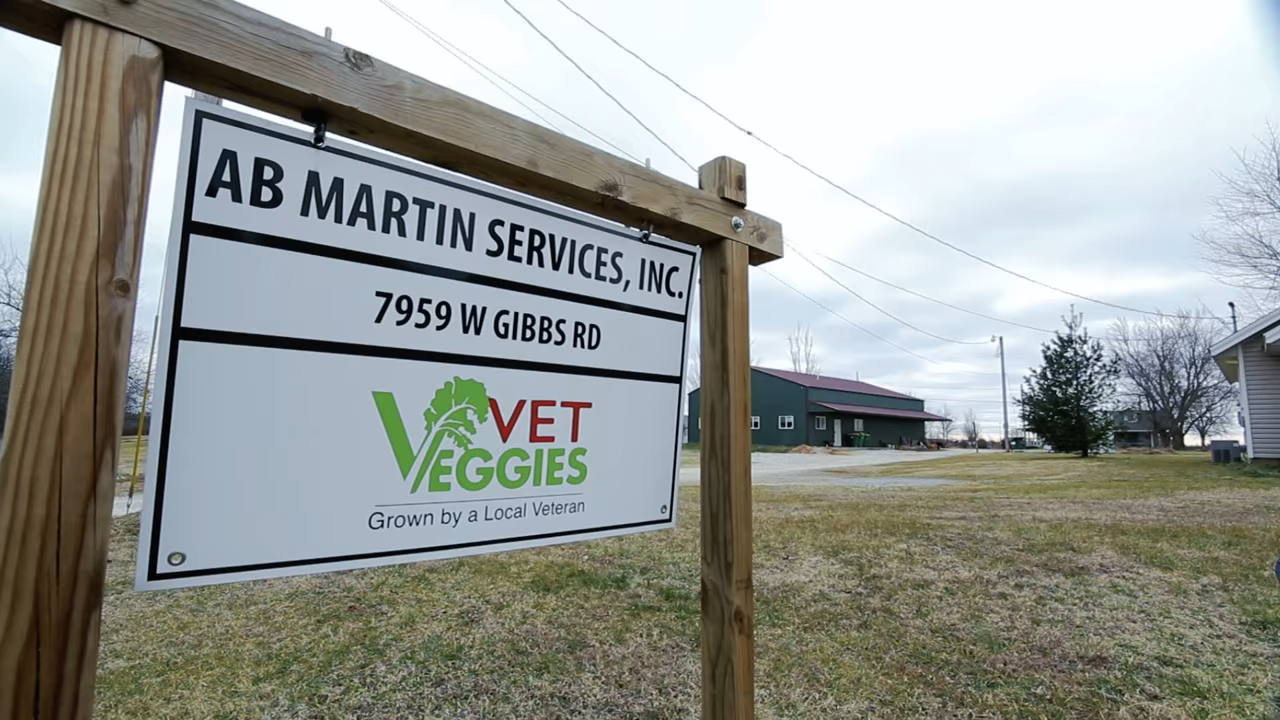 AB MARTIN SERVICES, INC.
7959 W GIBBS RD
VET
VEGGIES
Grown by a Local Veteran